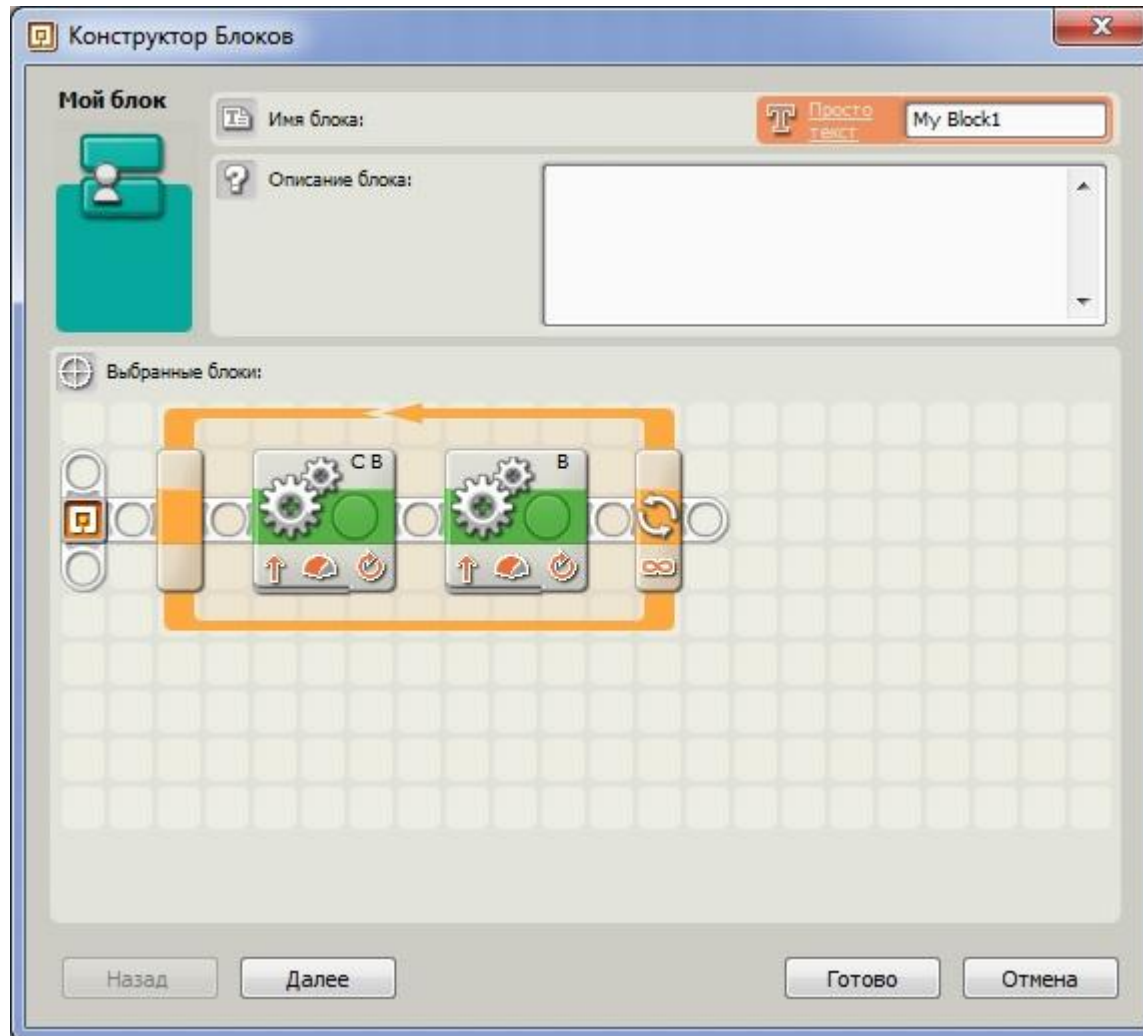 Конструктор Блоков
Мой блок
Имя блока:
Просто
текст
My Block1
Описание блока:
Выбранные блоки:
C B
B
Назад
Далее
Готово
Отмена